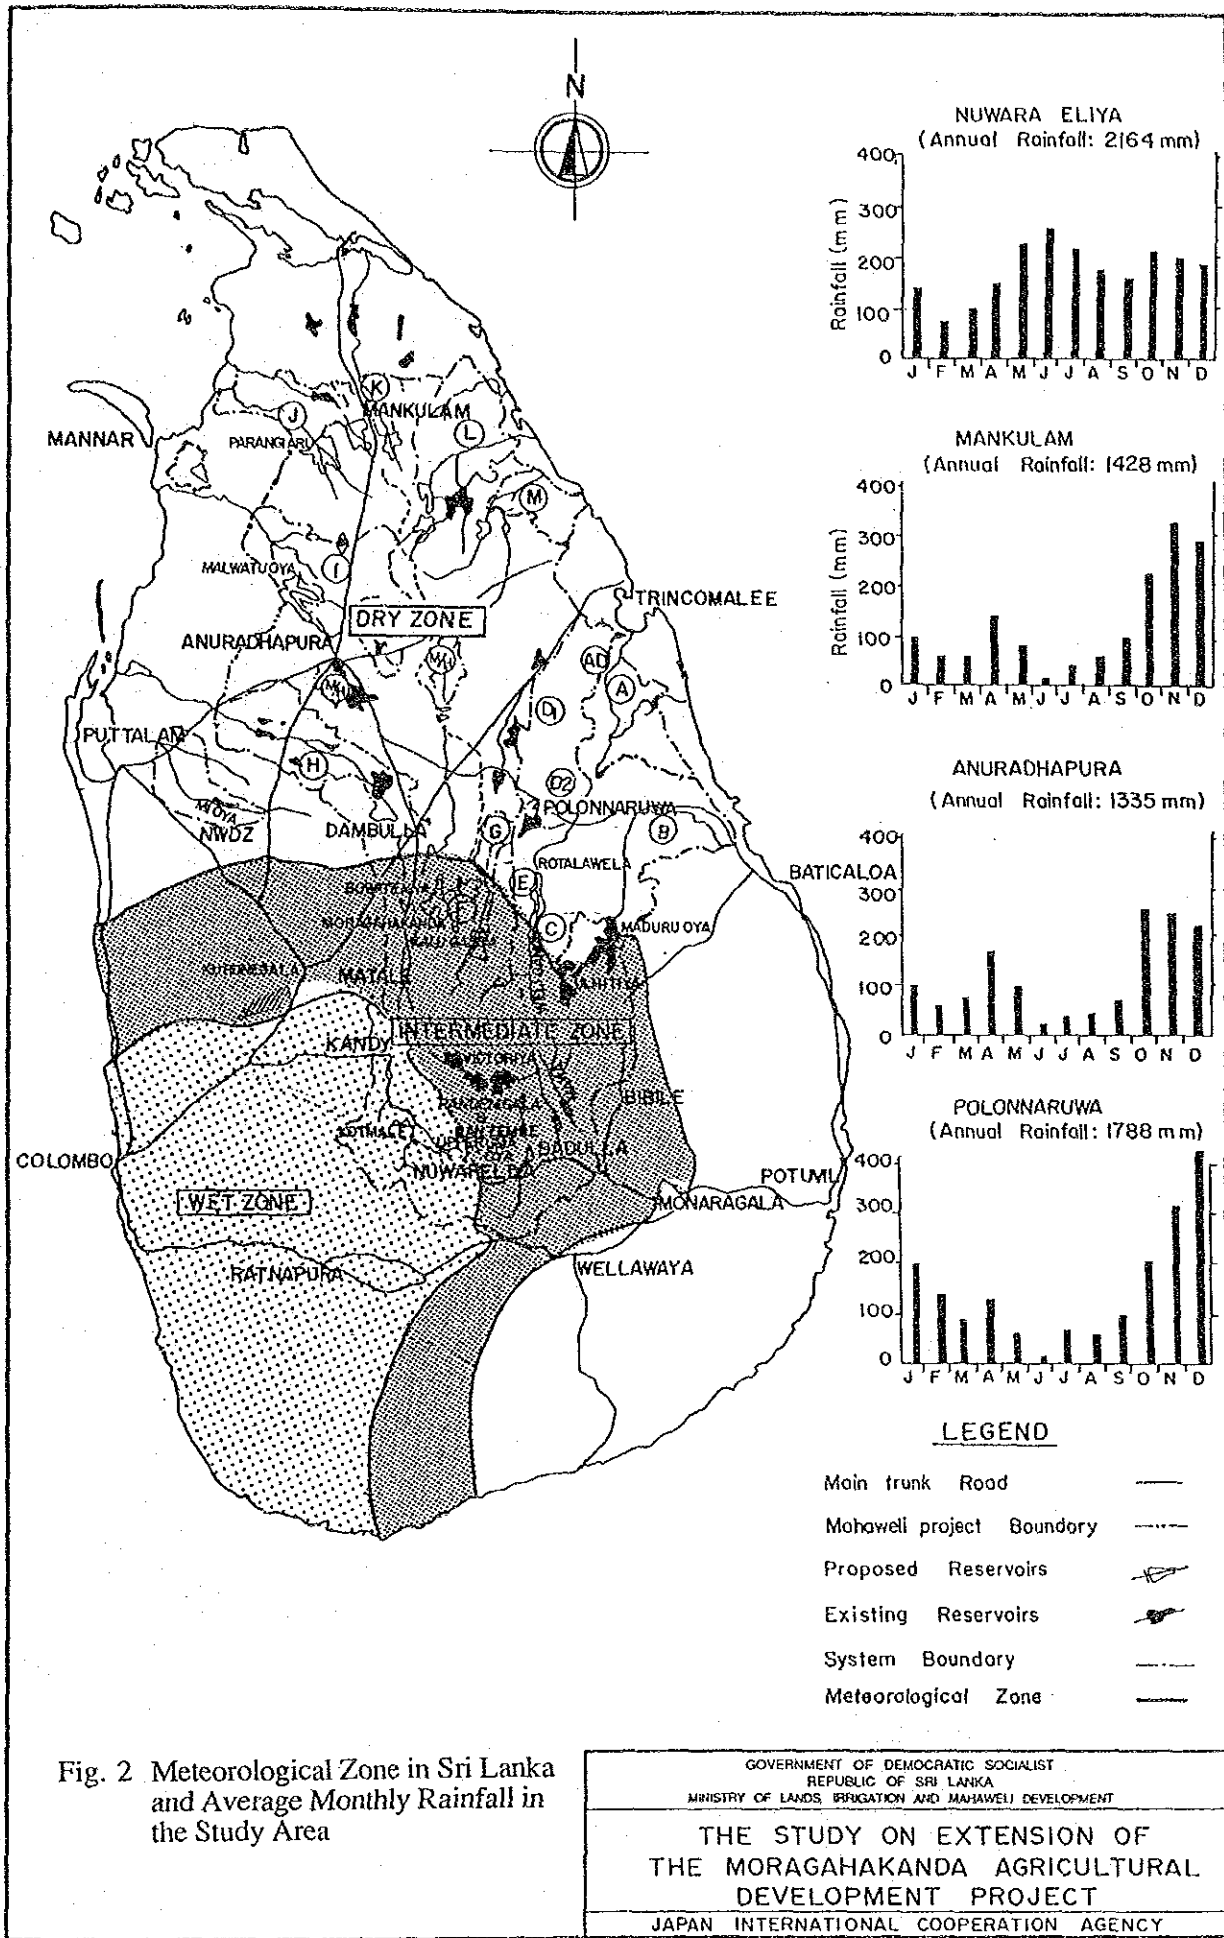 N
NUWARA ELIYA
(Annual Rainfall: 2164 mm)
Rainfall (mm)
400
300
200
100
0
J F M A M J J A S O N D
MANKULAM
(Annual Rainfall: 1428 mm)
Rainfall (mm)
400
300
200
100
0
J F M A M J J A S O N D
ANURADHAPURA
(Annual Rainfall: 1335 mm)
400
300
200
100
0
J F M A M J J A S O N D
POLONNARUWA
(Annual Rainfall: 1788 mm)
400
300
200
100
0
J F M A M J J A S O N D
K
J
MANKULAM
MANNAR
PARANGIARU
L
M
MALWATUOYA
I
TRINCOMALEE
DRY ZONE
ANURADHAPURA
M/H
AD
M/H
A
D1
PUTTALAM
H
D2
MI OYA
POLONNARUWA
NWDZ
DAMBULLA
G
B
ROTALAWELA
BATICALOA
E
F
MORAGAHAKANDA
C
MADURU OYA
MATALE
INTERMEDIATE ZONE
KANDY
VICTORIYA
BIBILE
KOTMALE
BADULLA
COLOMBO
POTUMI
WET ZONE
MONARAGALA
RATNAPURA
WELLAWAYA
LEGEND
Main trunk Road
Mahaweli project Boundary
Proposed Reservoirs
Existing Reservoirs
System Boundary
Meteorological Zone
Fig. 2 Meteorological Zone in Sri Lanka
and Average Monthly Rainfall in
the Study Area
GOVERNMENT OF DEMOCRATIC SOCIALIST
REPUBLIC OF SRI LANKA
MINISTRY OF LANDS, IRRIGATION AND MAHAWELI DEVELOPMENT
THE STUDY ON EXTENSION OF
THE MORAGAHAKANDA AGRICULTURAL
DEVELOPMENT PROJECT
JAPAN INTERNATIONAL COOPERATION AGENCY